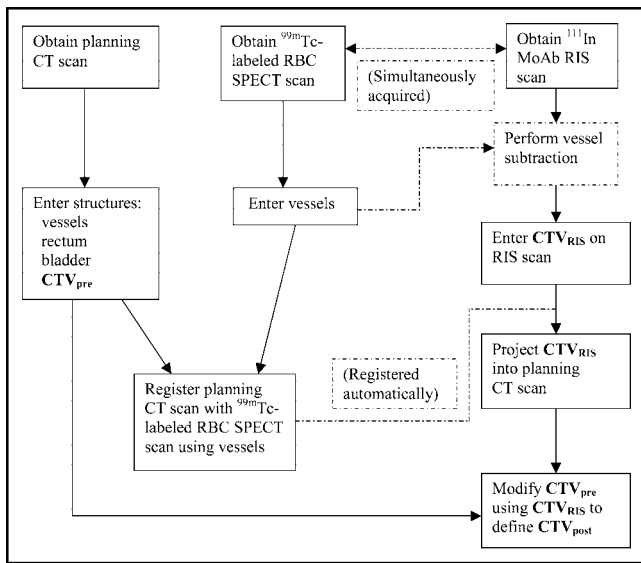 Obtain planning
CT scan
Obtain ⁹⁹ᵐTc-
labeled RBC
SPECT scan
(Simultaneously
acquired)
Obtain ¹¹¹In
MoAb RIS
scan
Perform vessel
subtraction
Enter structures:
vessels
rectum
bladder
CTVpre
Enter vessels
Enter CTVRIS on
RIS scan
Register planning
CT scan with ⁹⁹ᵐTc-
labeled RBC SPECT
scan using vessels
(Registered
automatically)
Project CTVRIS
into planning
CT scan
Modify CTVpre
using CTVRIS to
define CTVpost